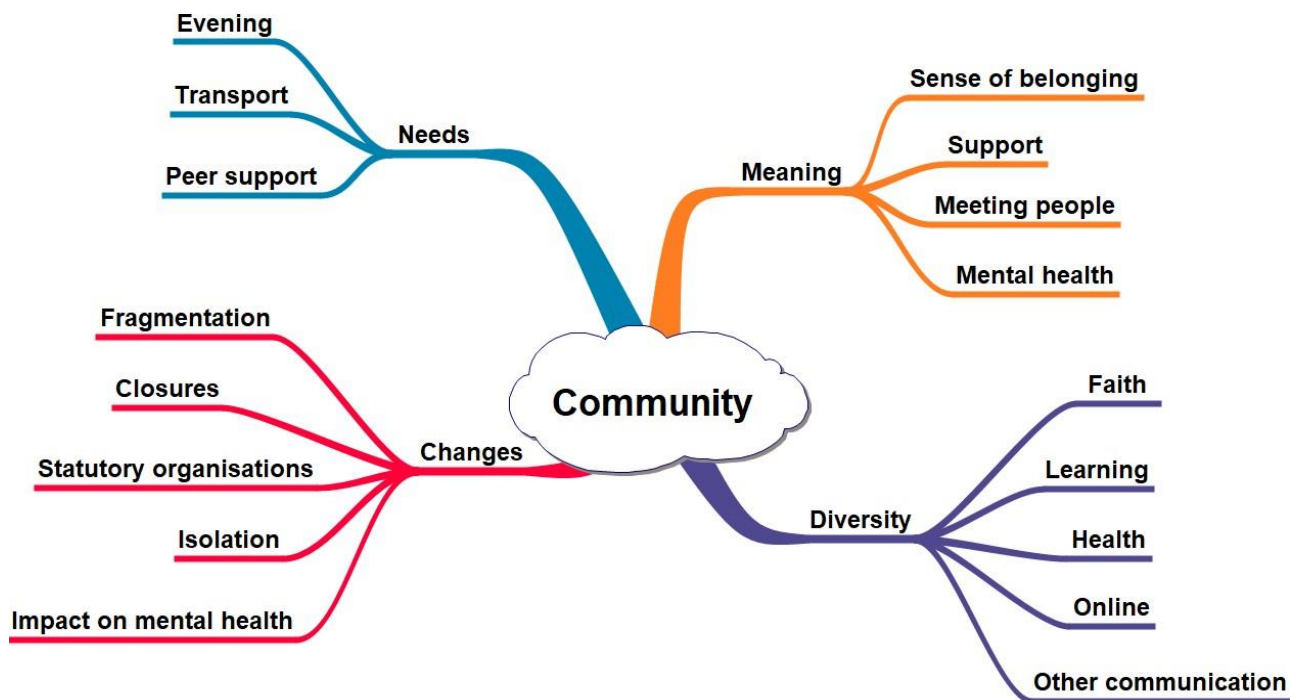 Community
Needs
Evening
Transport
Peer support
Meaning
Sense of belonging
Support
Meeting people
Mental health
Changes
Fragmentation
Closures
Statutory organisations
Isolation
Impact on mental health
Diversity
Faith
Learning
Health
Online
Other communication